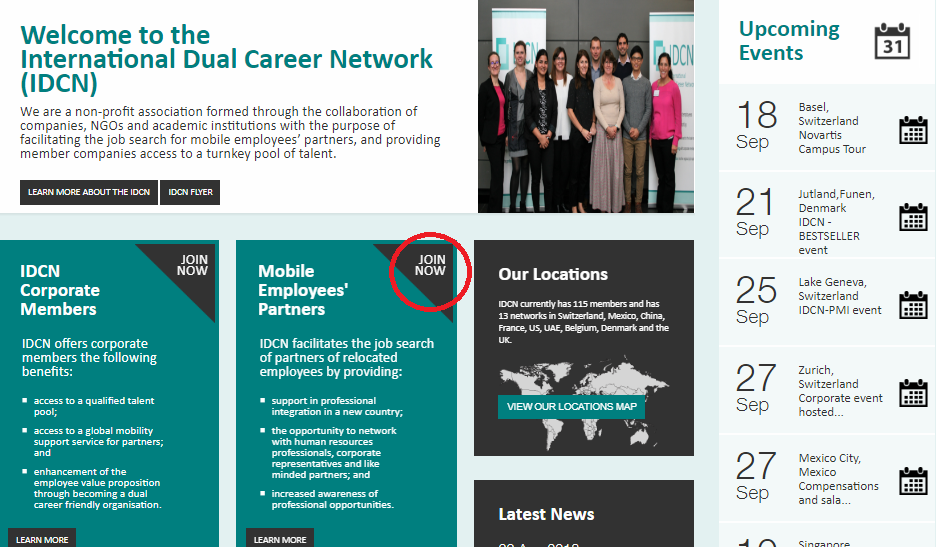 Welcome to the
International Dual Career Network
(IDCN)
We are a non-profit association formed through the collaboration of
companies, NGOs and academic institutions with the purpose of
facilitating the job search for mobile employees' partners, and providing
member companies access to a turnkey pool of talent.
LEARN MORE ABOUT THE IDCN
IDCN FLYER
IDCN
IDCN
JOIN
NOW
IDCN
Corporate
Members
IDCN offers corporate
members the following
benefits:
access to a qualified talent
pool;
access to a global mobility
support service for partners;
and
enhancement of the
employee value proposition
through becoming a dual
career friendly organisation.
LEARN MORE
JOIN
NOW
Mobile
Employees'
Partners
IDCN facilitates the job search
of partners of relocated
employees by providing:
support in professional
integration in a new country;
the opportunity to network
with human resources
professionals, corporate
representatives and like
minded partners; and
increased awareness of
professional opportunities.
LEARN MORE
Our Locations
IDCN currently has 115 members and has
13 networks in Switzerland, Mexico, China,
France, US, UAE, Belgium, Denmark and the
UK.
VIEW OUR LOCATIONS MAP
Latest News
Upcoming
Events
31
18
Sep
Basel,
Switzerland
Novartis
Campus Tour
21
Sep
Jutland,Funen,
Denmark
IDCN -
BESTSELLER
event
25
Sep
Lake Geneva,
Switzerland
IDCN-PMI event
27
Sep
Zurich,
Switzerland
Corporate event
hosted...
27
Sep
Mexico City,
Mexico
Compensations
and sala...
Singapore